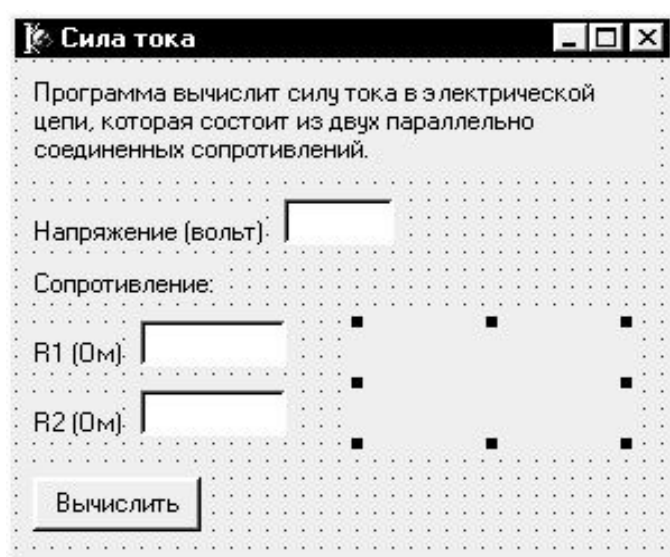 Сила тока
Программа вычислит силу тока в электрической
цепи, которая состоит из двух параллельно
соединенных сопротивлений.
Напряжение (вольт)
Сопротивление:
R1 (Ом)
R2 (Ом)
Вычислить